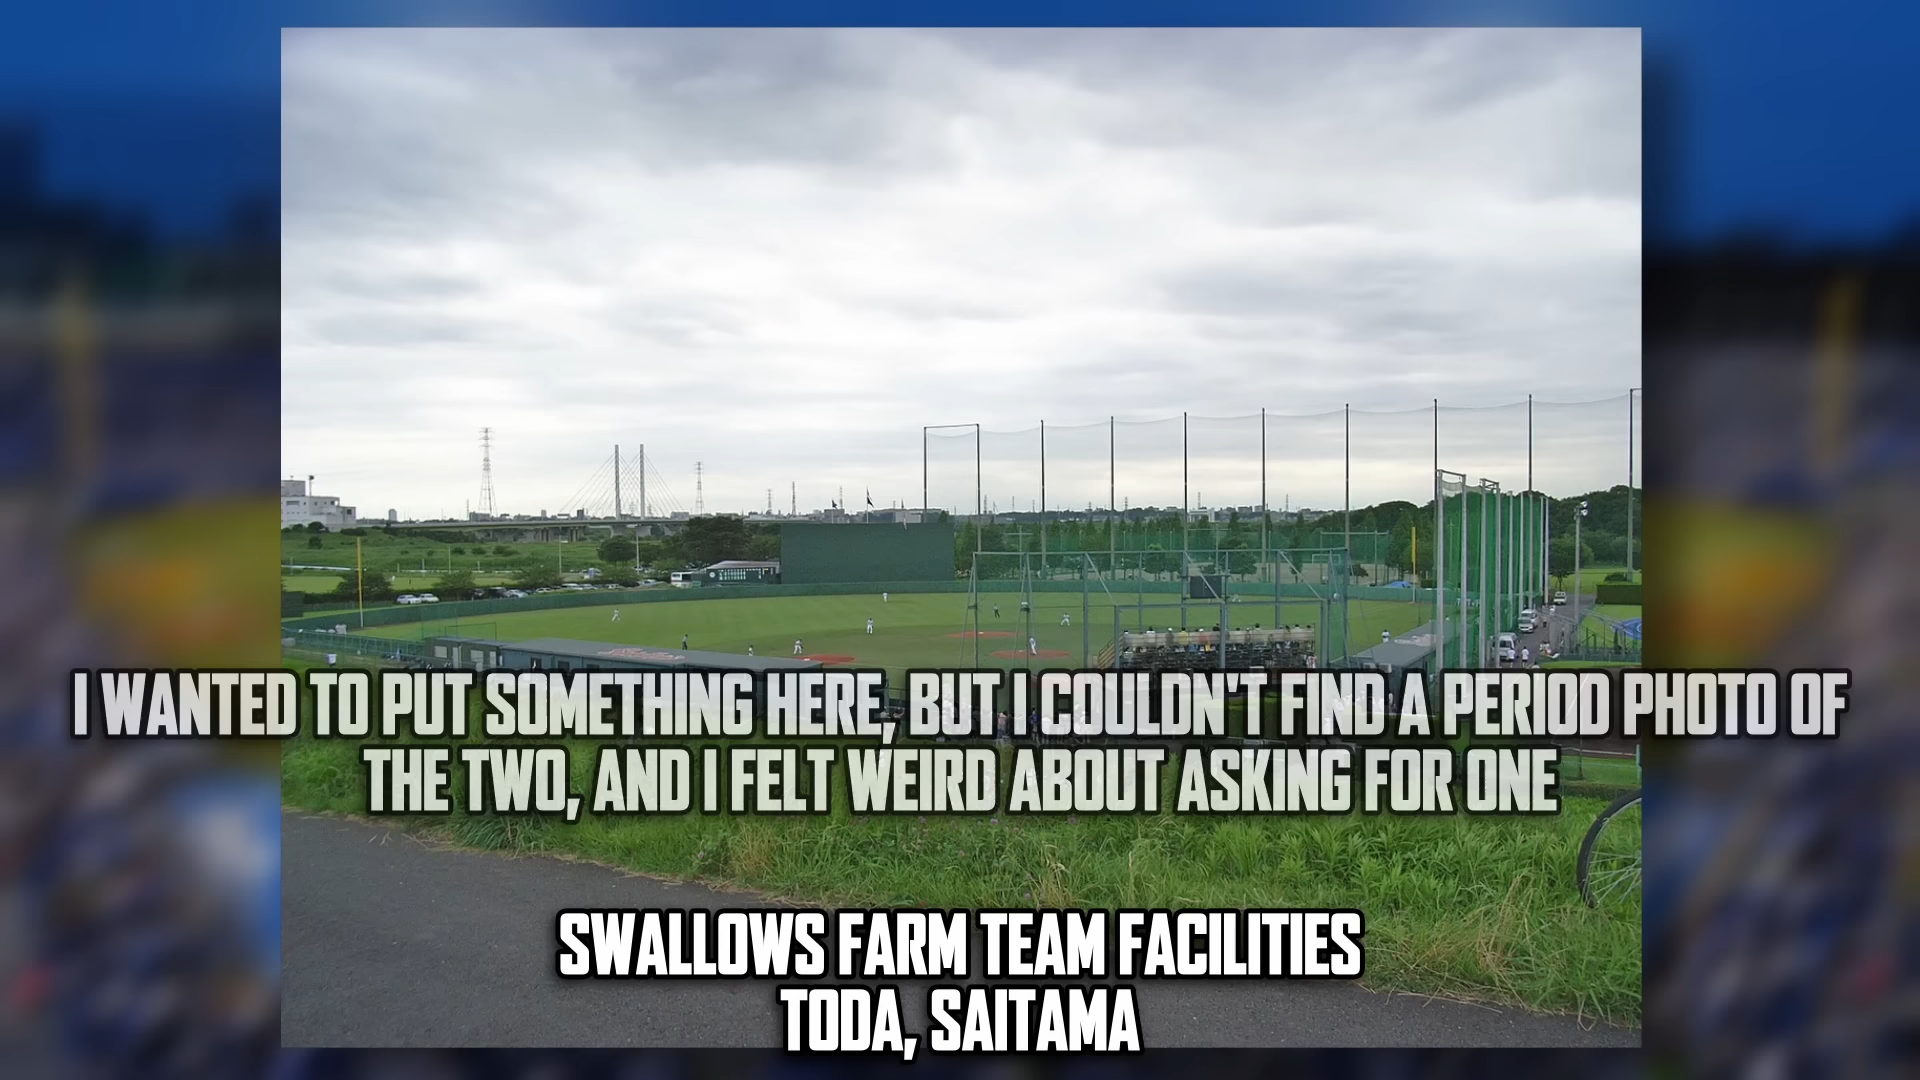 I WANTED TO PUT SOMETHING HERE, BUT I COULDN'T FIND A PERIOD PHOTO OF
THE TWO, AND I FELT WEIRD ABOUT ASKING FOR ONE
SWALLOWS FARM TEAM FACILITIES
TODA, SAITAMA